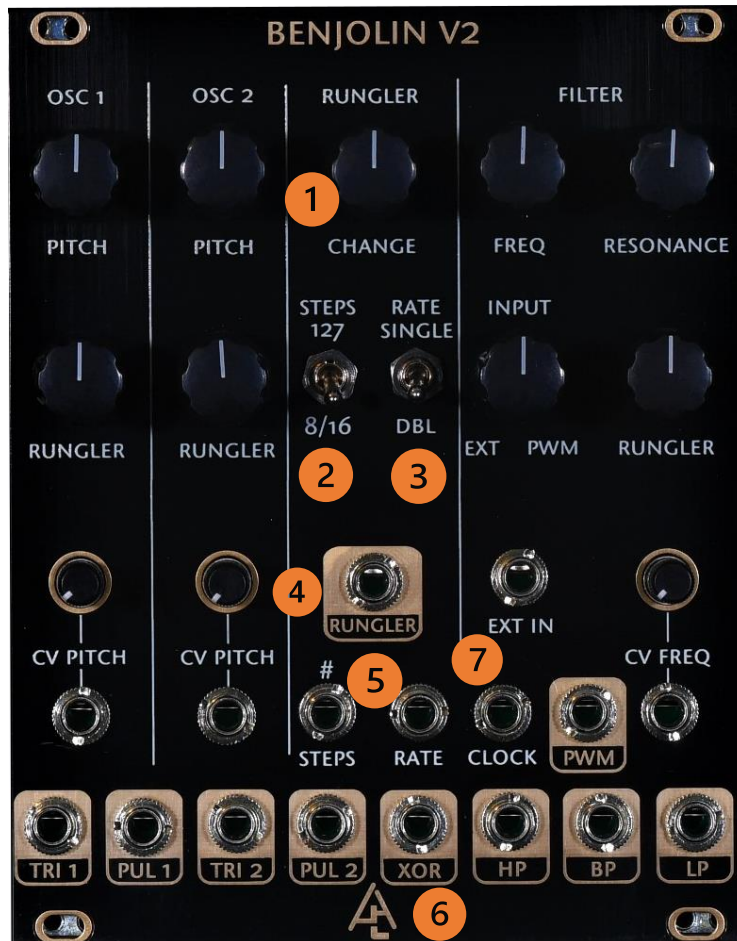 BENJOLIN V2
OSC 1 OSC 2 RUNGLER FILTER
1
PITCH PITCH CHANGE FREQ RESONANCE
STEPS RATE INPUT
127 SINGLE
8/16 DBL
RUNGLER RUNGLER EXT PWM RUNGLER
2 3
4
RUNGLER EXT IN
CV PITCH CV PITCH 7 CV FREQ
# 5
STEPS RATE CLOCK PWM
TRI 1 PUL 1 TRI 2 PUL 2 XOR HP BP LP
6